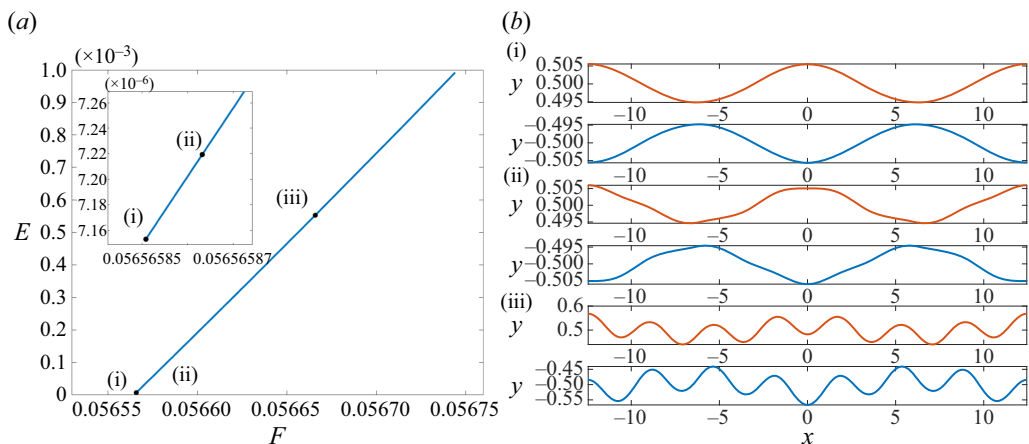 (a)
(×10⁻³)
1.0
0.9
0.8
0.7
0.6
0.5
0.4
0.3
0.2
0.1
0
E
(×10⁻⁶)
7.26
7.24
7.22
7.20
7.18
7.16
(ii)
(i)
0.05656585 0.05656587
(iii)
(i) (ii)
0.05655 0.05660 0.05665 0.05670 0.05675
F
(b)
(i)
y 0.505 0.500 0.495
−10 −5 0 5 10
y −0.495 −0.505
−10 −5 0 5 10
(ii)
y 0.505 0.500 0.495
−10 −5 0 5 10
y −0.495 −0.505
−10 −5 0 5 10
(iii)
y 0.6 0.5
−10 −5 0 5 10
y −0.45 −0.50 −0.55
−10 −5 0 5 10
x